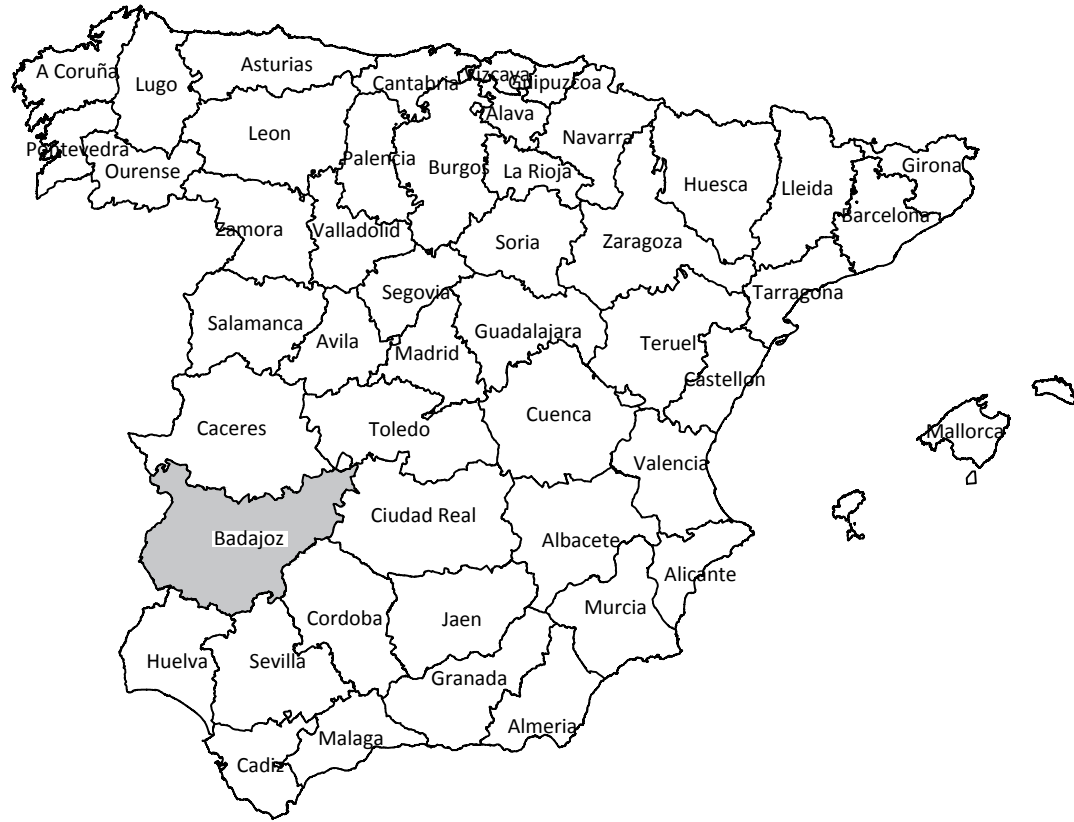 A Coruña
Lugo
Asturias
Cantabria
Vizcaya
Guipuzcoa
Alava
Navarra
Leon
Palencia
Burgos
La Rioja
Pontevedra
Ourense
Huesca
Lleida
Girona
Barcelona
Zamora
Valladolid
Soria
Zaragoza
Segovia
Tarragona
Salamanca
Avila
Madrid
Guadalajara
Teruel
Castellon
Caceres
Toledo
Cuenca
Mallorca
Valencia
Badajoz
Ciudad Real
Albacete
Alicante
Murcia
Cordoba
Jaen
Huelva
Sevilla
Granada
Almeria
Malaga
Cadiz